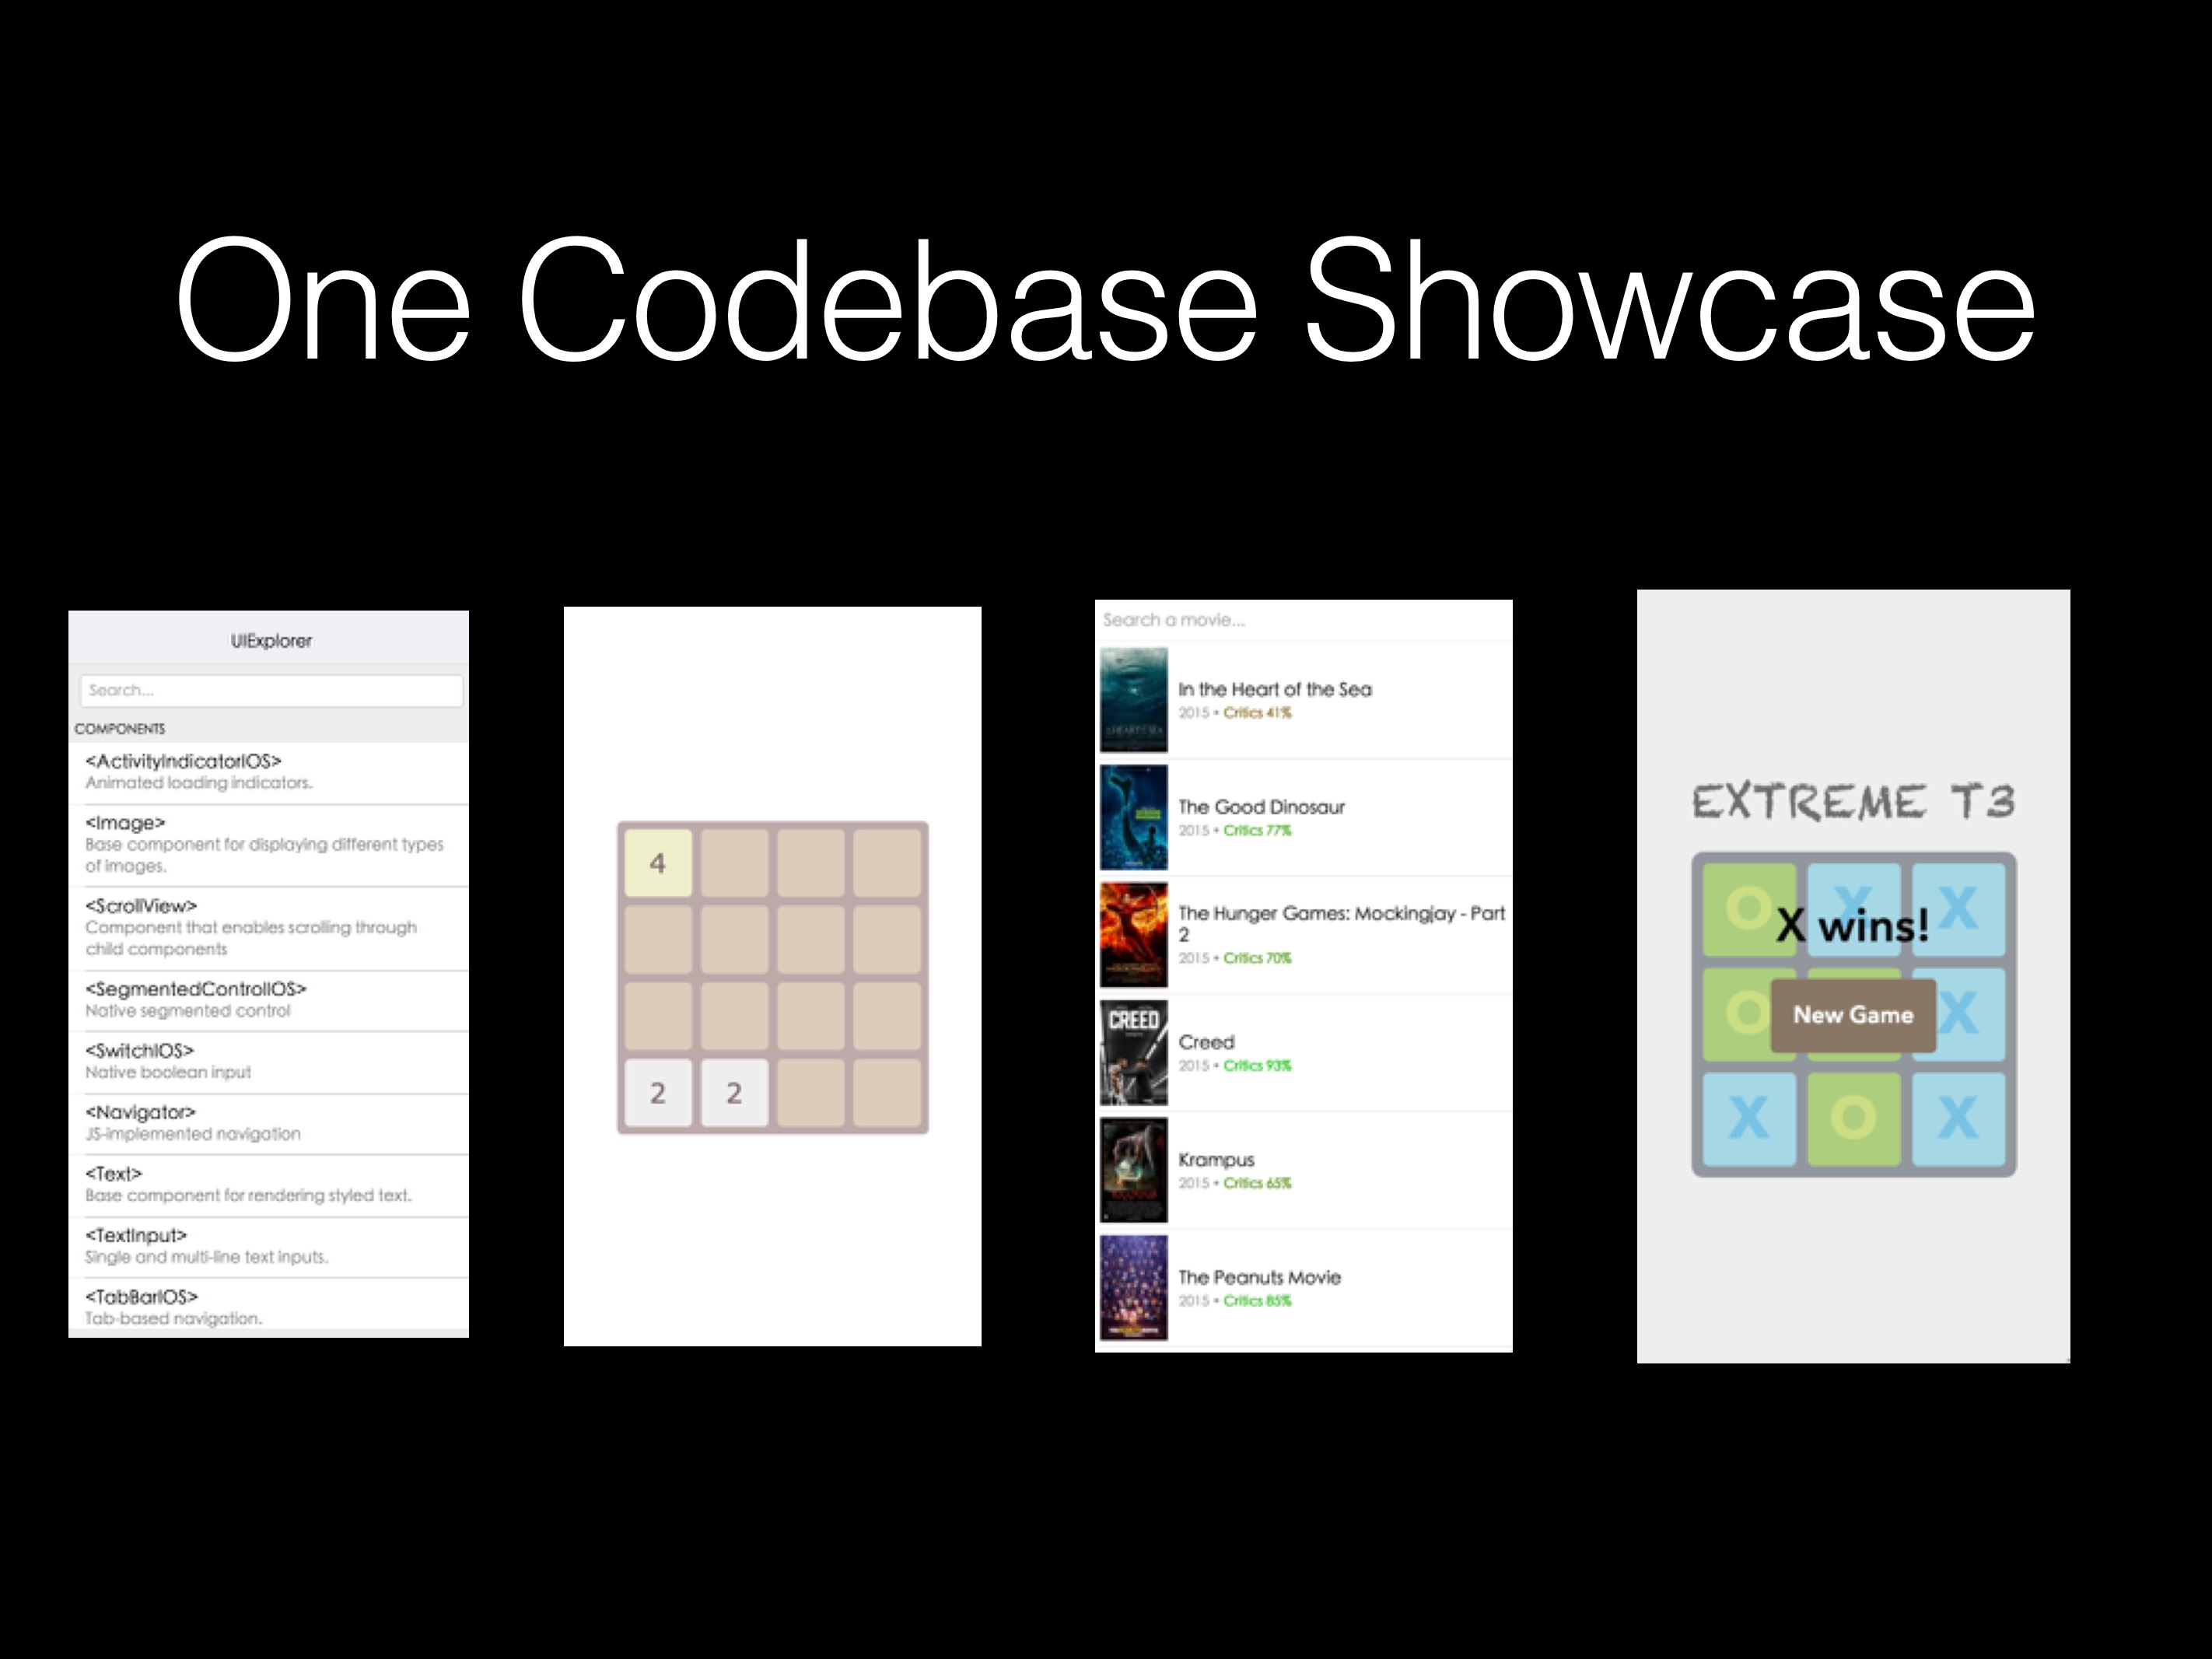 One Codebase Showcase
UIExplorer
Search...
COMPONENTS
<ActivityIndicatorIOS>
Animated loading indicators.
<Image>
Base component for displaying different types
of images.
<ScrollView>
Component that enables scrolling through
child components
<SegmentedControlIOS>
Native segmented control
<SwitchIOS>
Native boolean input
<Navigator>
JS-implemented navigation
<Text>
Base component for rendering styled text.
<TextInput>
Single and multi-line text inputs.
<TabBarIOS>
Tab-based navigation.
4
2 2
Search a movie...
In the Heart of the Sea
2015 • Critics 41%
The Good Dinosaur
2015 • Critics 77%
The Hunger Games: Mockingjay - Part
2
2015 • Critics 70%
CREED
Creed
2015 • Critics 93%
Krampus
2015 • Critics 65%
The Peanuts Movie
2015 • Critics 85%
EXTREME T3
O X X
X wins!
O X
New Game
X O X